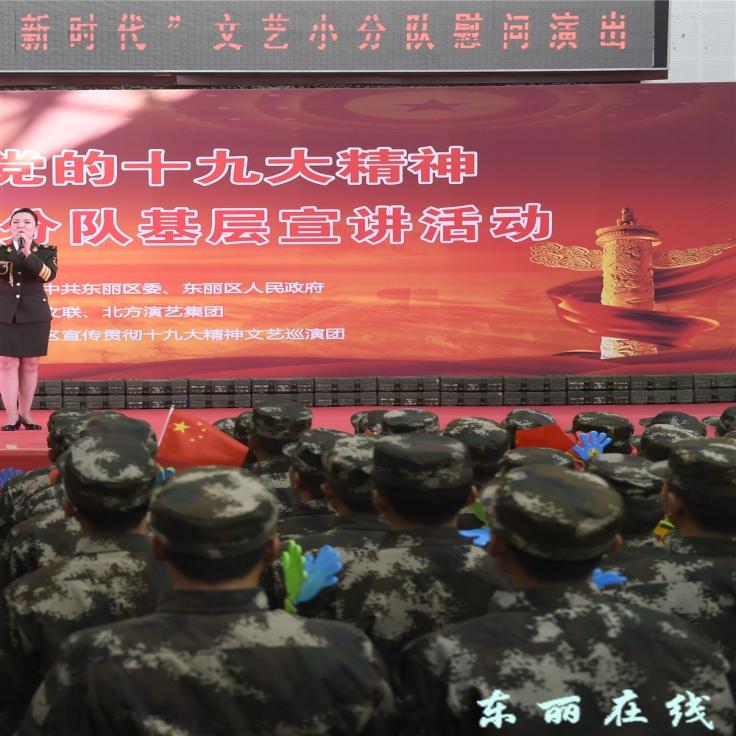 新时代”文艺小分队慰问演出
党的十九大精神
分队基层宣讲活动
中共东丽区委、东丽区人民政府
文联、北方演艺集团
区宣传贯彻十九大精神文艺巡演团
东丽在线